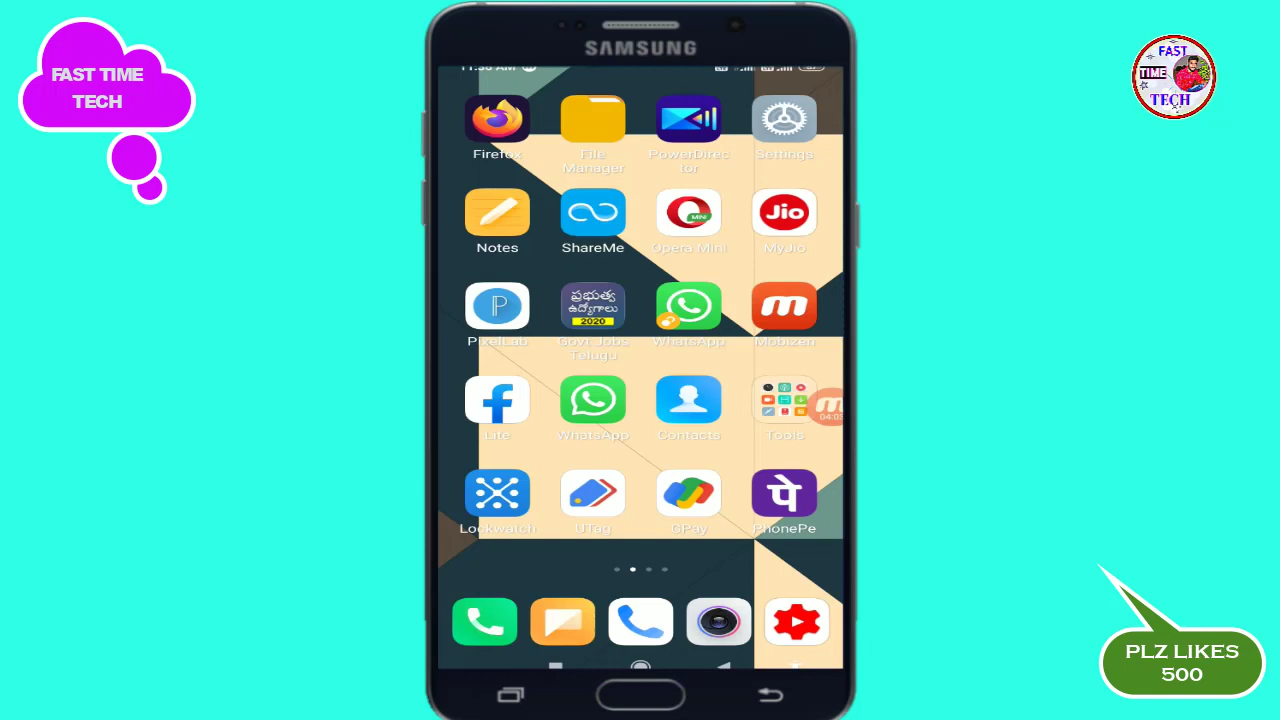 FAST TIME
TECH
FAST
TIME
TECH
SAMSUNG
Firefox
File
Manager
PowerDirec
tor
Settings
Notes
ShareMe
MINI
Opera Mini
Jio
MyJio
P
PixelLab
ప్రభుత్వ
ఉద్యోగాలు
2020
Govt Jobs
Telugu
WhatsApp
Mobizen
Lite
WhatsApp
Contacts
Tools
Lockwatch
UTag
GPay
पे
PhonePe
PLZ LIKES
500